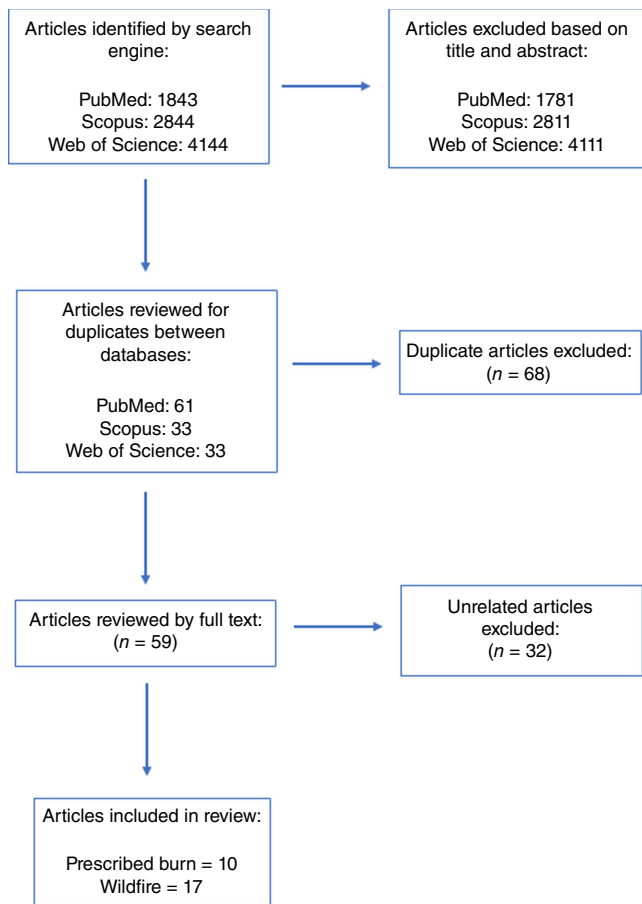 Articles identified by search
engine:
PubMed: 1843
Scopus: 2844
Web of Science: 4144
Articles excluded based on
title and abstract:
PubMed: 1781
Scopus: 2811
Web of Science: 4111
Articles reviewed for
duplicates between
databases:
PubMed: 61
Scopus: 33
Web of Science: 33
Duplicate articles excluded:
(n = 68)
Articles reviewed by full text:
(n = 59)
Unrelated articles
excluded:
(n = 32)
Articles included in review:
Prescribed burn = 10
Wildfire = 17